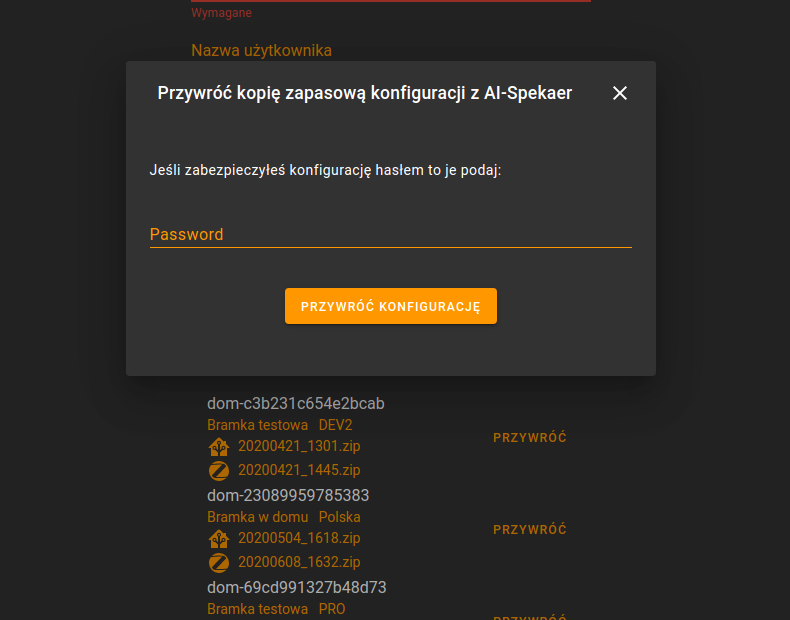 Wymagane
Nazwa użytkownika
Przywróć kopię zapasową konfiguracji z AI-Spekaer
Jeśli zabezpieczyłeś konfigurację hasłem to je podaj:
Password
PRZYWRÓĆ KONFIGURACJĘ
dom-c3b231c654e2bcab
Bramka testowa DEV2
PRZYWRÓĆ
20200421_1301.zip
20200421_1445.zip
dom-23089959785383
Bramka w domu Polska
PRZYWRÓĆ
20200504_1618.zip
20200608_1632.zip
dom-69cd991327b48d73
Bramka testowa PRO